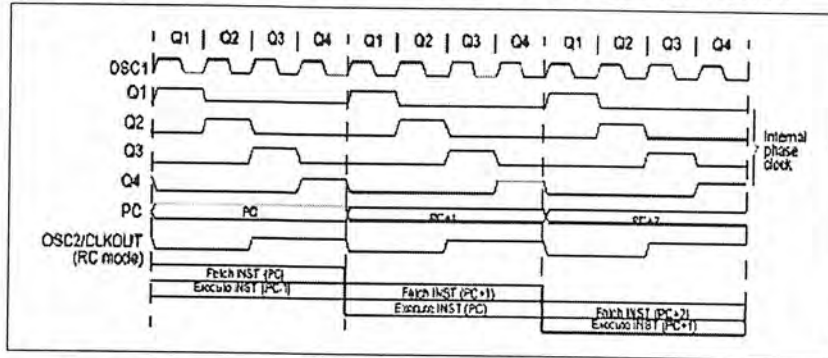 Q1 | Q2 | Q3 | Q4 | Q1 | Q2 | Q3 | Q4 | Q1 | Q2 | Q3 | Q4
OSC1
Q1
Q2
Q3
Q4
Internal
phase
clock
PC
PC
PC+1
PC+2
OSC2/CLKOUT
(RC mode)
Fetch INST (PC)
Execute INST (PC-1)
Fetch INST (PC+1)
Execute INST (PC)
Fetch INST (PC+2)
Execute INST (PC+1)